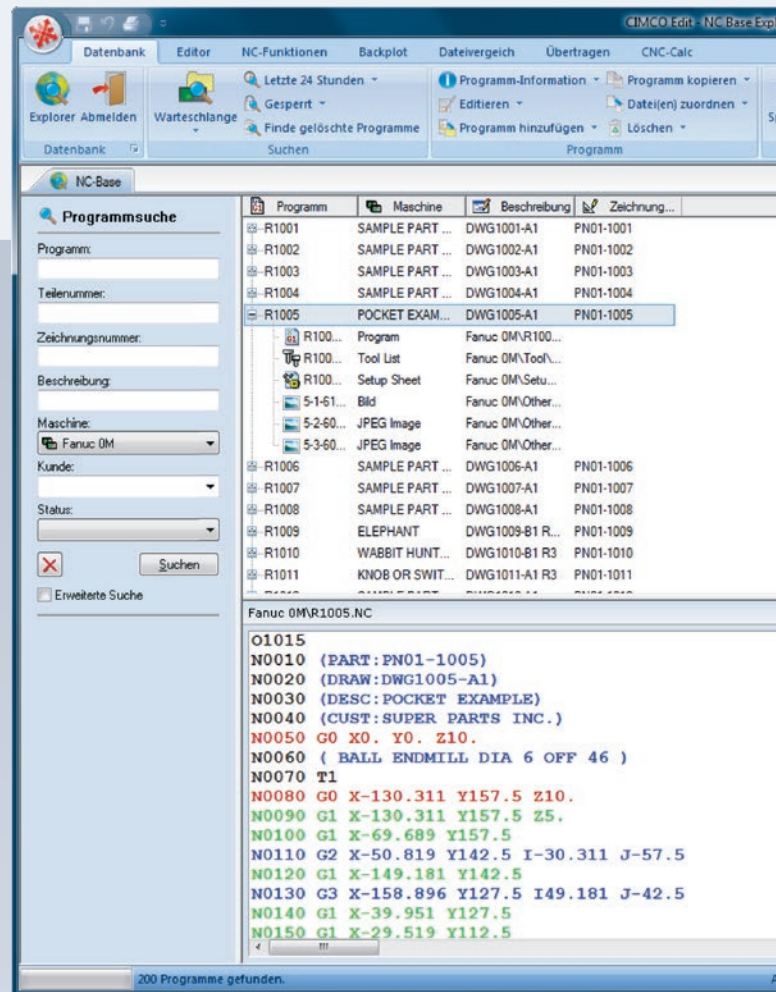 CIMCO Edit - NC Base Exp
Datenbank Editor NC-Funktionen Backplot Dateivergeich Übertragen CNC-Calc
Explorer Abmelden
Datenbank
Warteschlange
Letzte 24 Stunden
Gesperrt
Finde gelöschte Programme
Suchen
Programm-Information
Editieren
Programm hinzufügen
Programm kopieren
Datei(en) zuordnen
Löschen
Programm
NC-Base
Programmsuche
Programm:
Teilenummer:
Zeichnungsnummer:
Beschreibung:
Maschine:
Fanuc 0M
Kunde:
Status:
Suchen
Erweiterte Suche
Programm Maschine Beschreibung Zeichnung...
R1001 SAMPLE PART ... DWG1001-A1 PN01-1001
R1002 SAMPLE PART ... DWG1002-A1 PN01-1002
R1003 SAMPLE PART ... DWG1003-A1 PN01-1003
R1004 SAMPLE PART ... DWG1004-A1 PN01-1004
R1005 POCKET EXAM... DWG1005-A1 PN01-1005
R100... Program Fanuc 0M\R100...
R100... Tool List Fanuc 0M\Tool\...
R100... Setup Sheet Fanuc 0M\Setu...
5-1-61... Bild Fanuc 0M\Other...
5-2-60... JPEG Image Fanuc 0M\Other...
5-3-60... JPEG Image Fanuc 0M\Other...
R1006 SAMPLE PART ... DWG1006-A1 PN01-1006
R1007 SAMPLE PART ... DWG1007-A1 PN01-1007
R1008 SAMPLE PART ... DWG1008-A1 PN01-1008
R1009 ELEPHANT DWG1009-B1 R... PN01-1009
R1010 WABBIT HUNT... DWG1010-B1 R3 PN01-1010
R1011 KNOB OR SWIT... DWG1011-A1 R3 PN01-1011
Fanuc 0M\R1005.NC
O1015
N0010 (PART:PN01-1005)
N0020 (DRAW:DWG1005-A1)
N0030 (DESC:POCKET EXAMPLE)
N0040 (CUST:SUPER PARTS INC.)
N0050 G0 X0. Y0. Z10.
N0060 ( BALL ENDMILL DIA 6 OFF 46 )
N0070 T1
N0080 G0 X-130.311 Y157.5 Z10.
N0090 G1 X-130.311 Y157.5 Z5.
N0100 G1 X-69.689 Y157.5
N0110 G2 X-50.819 Y142.5 I-30.311 J-57.5
N0120 G1 X-149.181 Y142.5
N0130 G3 X-158.896 Y127.5 I49.181 J-42.5
N0140 G1 X-39.951 Y127.5
N0150 G1 X-29.519 Y112.5
200 Programme gefunden.